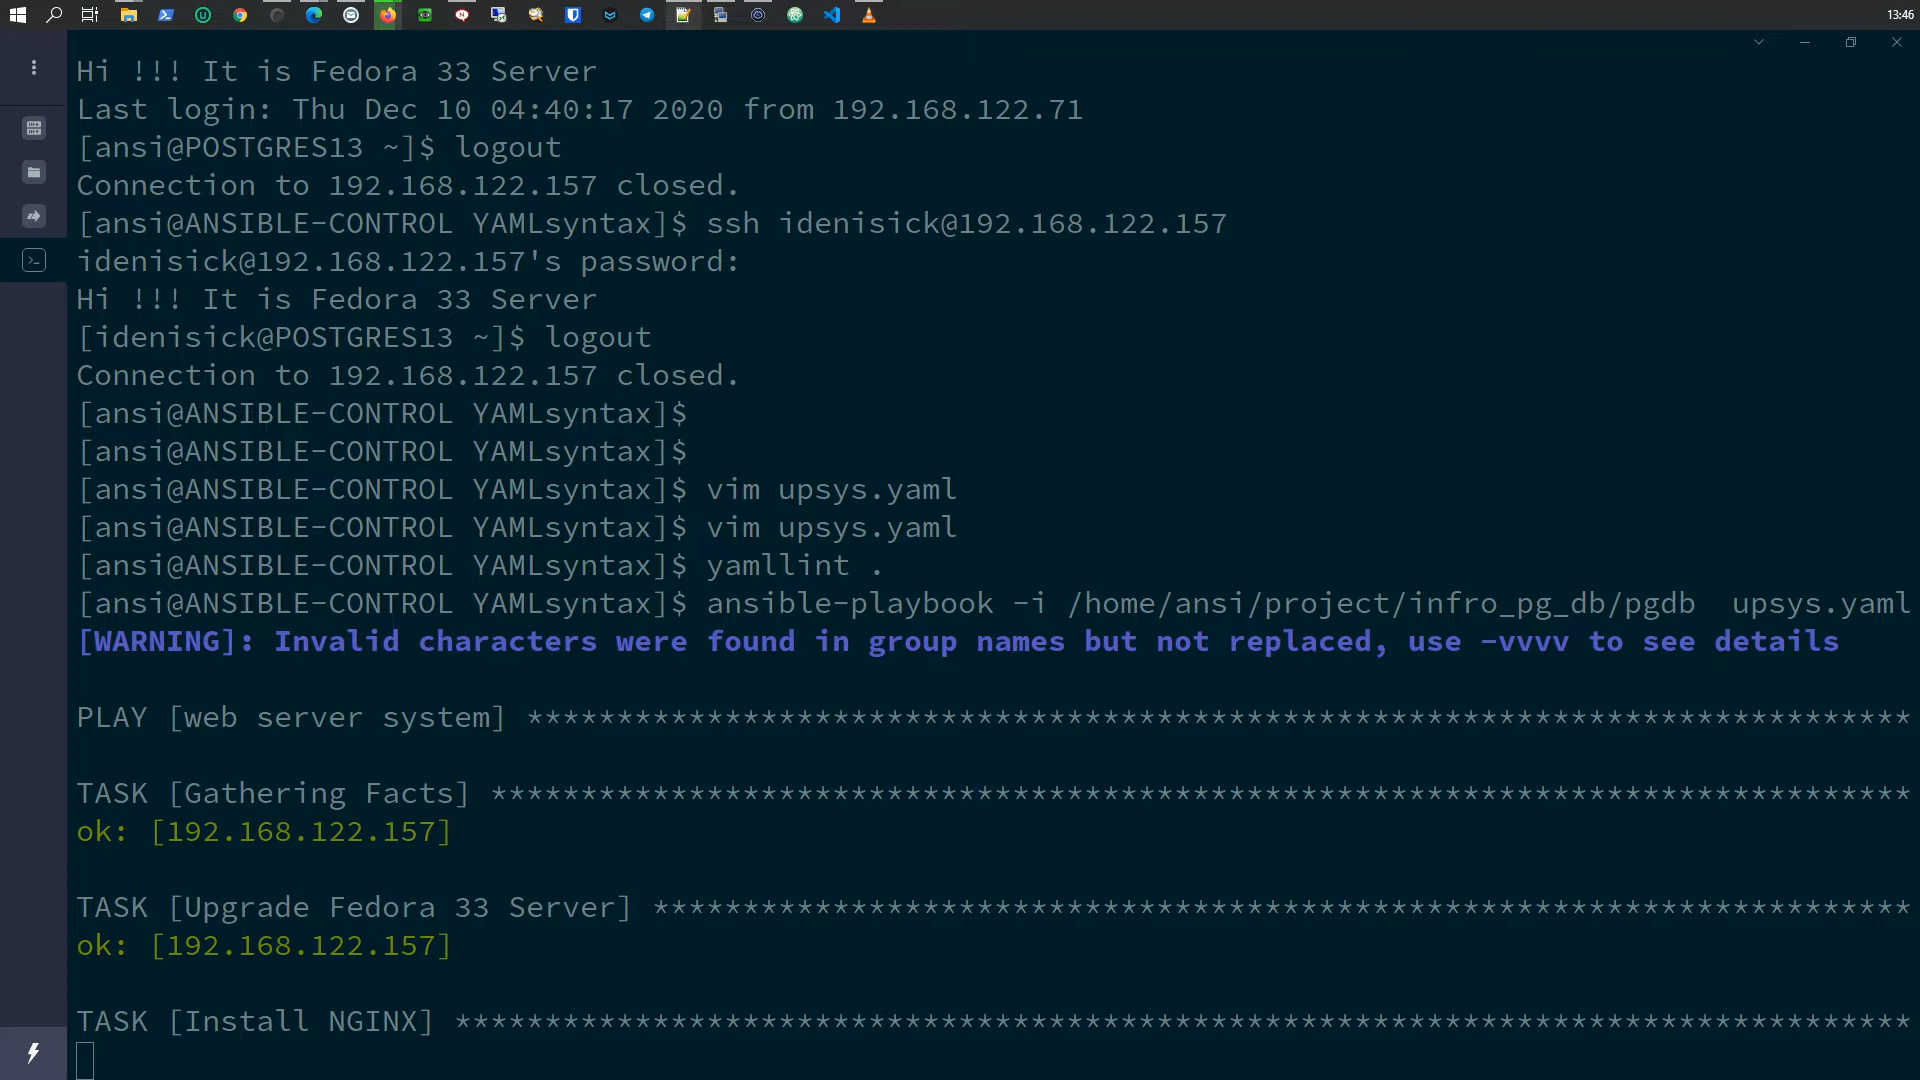 13:46
Hi !!! It is Fedora 33 Server
Last login: Thu Dec 10 04:40:17 2020 from 192.168.122.71
[ansi@POSTGRES13 ~]$ logout
Connection to 192.168.122.157 closed.
[ansi@ANSIBLE-CONTROL YAMLsyntax]$ ssh idenisick@192.168.122.157
idenisick@192.168.122.157's password:
Hi !!! It is Fedora 33 Server
[idenisick@POSTGRES13 ~]$ logout
Connection to 192.168.122.157 closed.
[ansi@ANSIBLE-CONTROL YAMLsyntax]$
[ansi@ANSIBLE-CONTROL YAMLsyntax]$
[ansi@ANSIBLE-CONTROL YAMLsyntax]$ vim upsys.yaml
[ansi@ANSIBLE-CONTROL YAMLsyntax]$ vim upsys.yaml
[ansi@ANSIBLE-CONTROL YAMLsyntax]$ yamllint .
[ansi@ANSIBLE-CONTROL YAMLsyntax]$ ansible-playbook -i /home/ansi/project/infro_pg_db/pgdb  upsys.yaml
[WARNING]: Invalid characters were found in group names but not replaced, use -vvvv to see details
PLAY [web server system] *****************************************************************************
TASK [Gathering Facts] *******************************************************************************
ok: [192.168.122.157]
TASK [Upgrade Fedora 33 Server] **********************************************************************
ok: [192.168.122.157]
TASK [Install NGINX] *********************************************************************************